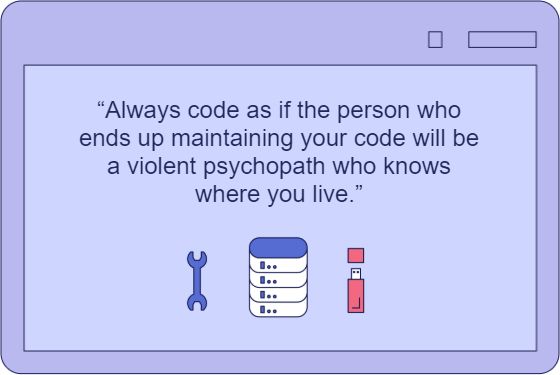 “Always code as if the person who
ends up maintaining your code will be
a violent psychopath who knows
where you live.”